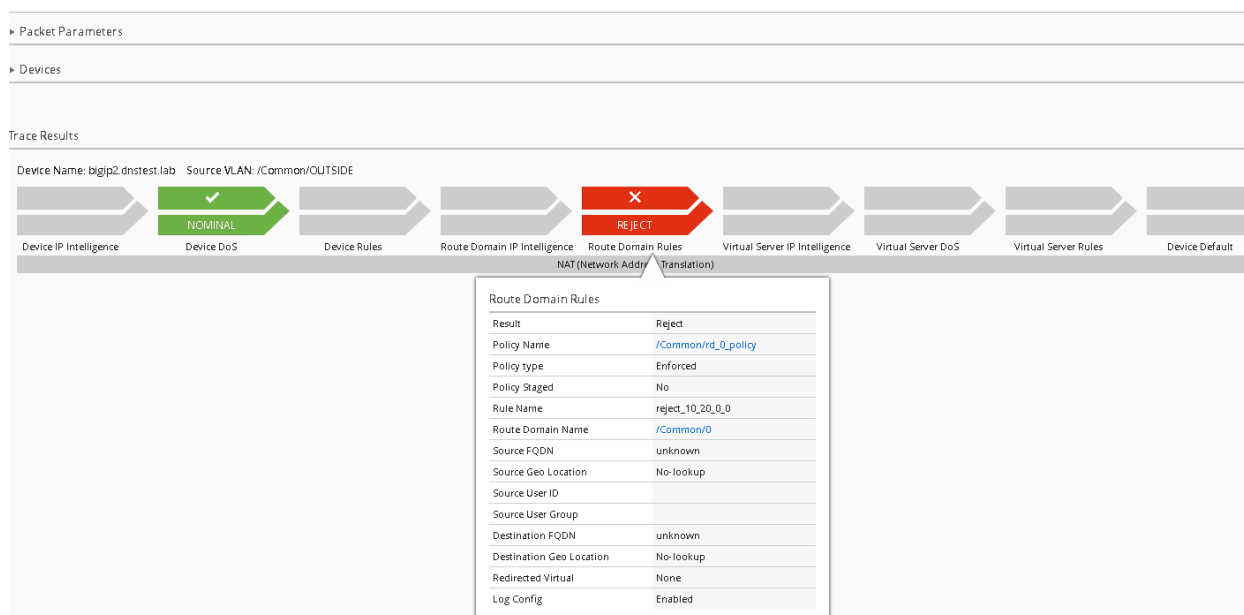 Packet Parameters
Devices
Trace Results
Device Name: bigip2.dnstest.lab Source VLAN: /Common/OUTSIDE
NOMINAL REJECT
Device IP Intelligence Device DoS Device Rules Route Domain IP Intelligence Route Domain Rules Virtual Server IP Intelligence Virtual Server DoS Virtual Server Rules Device Default
NAT (Network Address Translation)
Route Domain Rules
Result Reject
Policy Name /Common/rd_0_policy
Policy type Enforced
Policy Staged No
Rule Name reject_10_20_0_0
Route Domain Name /Common/0
Source FQDN unknown
Source Geo Location No-lookup
Source User ID
Source User Group
Destination FQDN unknown
Destination Geo Location No-lookup
Redirected Virtual None
Log Config Enabled